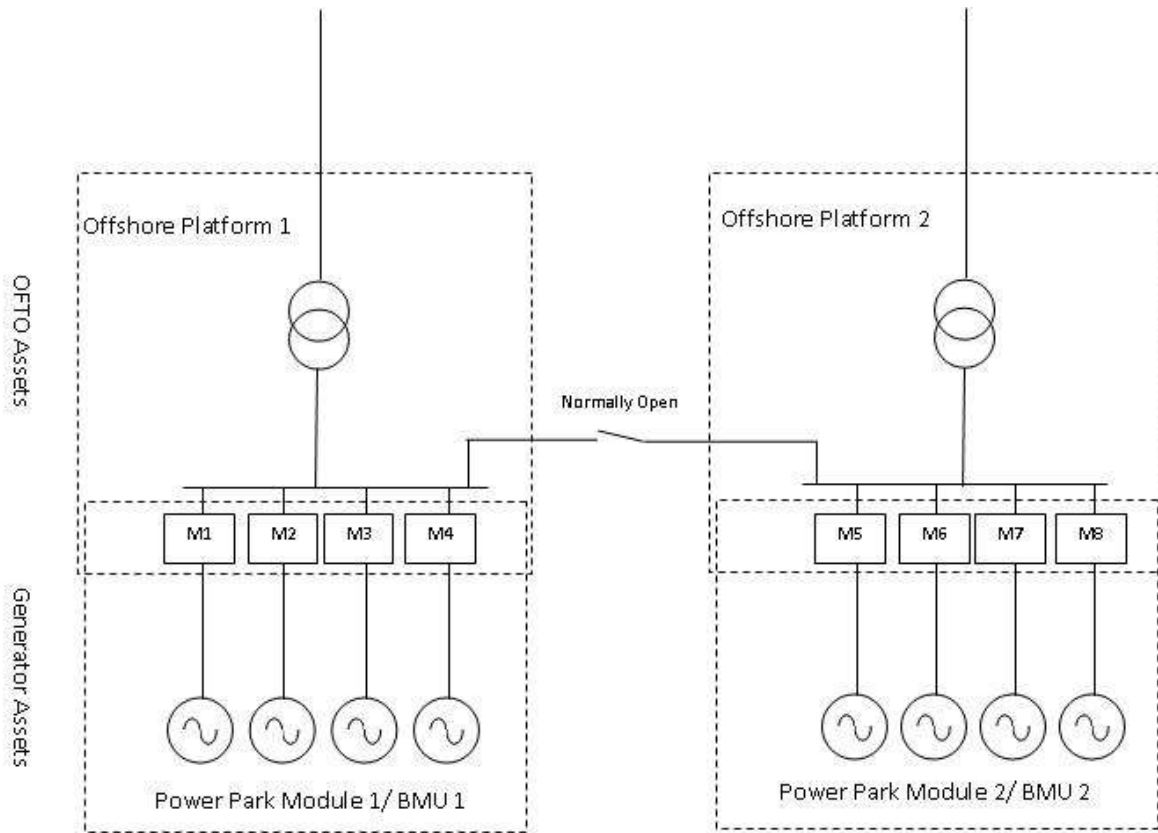 Offshore Platform 1
Offshore Platform 2
OFTO Assets
Normally Open
M1 M2 M3 M4
M5 M6 M7 M8
Generator Assets
Power Park Module 1/ BMU 1
Power Park Module 2/ BMU 2